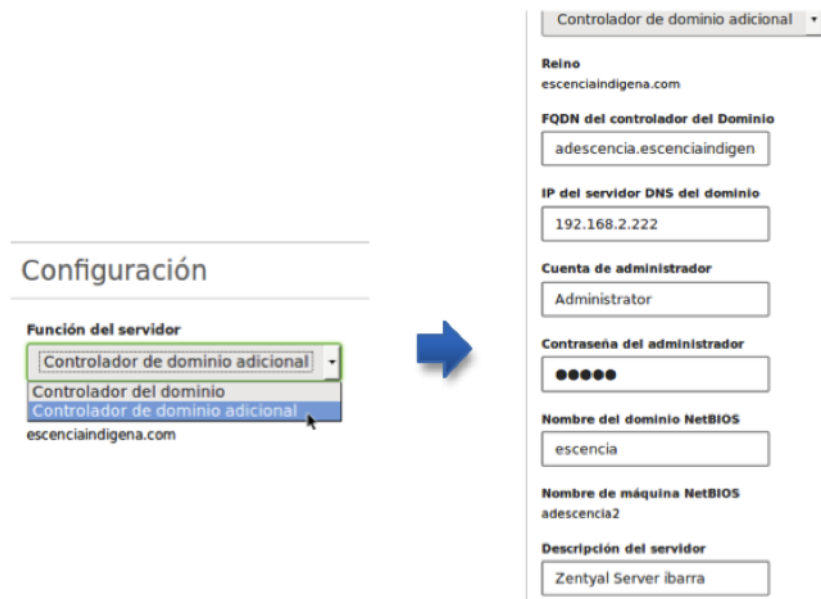 Configuración
Función del servidor
Controlador de dominio adicional
Controlador del dominio
Controlador de dominio adicional
escenciaindigena.com
Controlador de dominio adicional
Reino
escenciaindigena.com
FQDN del controlador del Dominio
adescencia.escenciaindigen
IP del servidor DNS del dominio
192.168.2.222
Cuenta de administrador
Administrator
Contraseña del administrador
●●●●●
Nombre del dominio NetBIOS
escencia
Nombre de máquina NetBIOS
adescencia2
Descripción del servidor
Zentyal Server ibarra